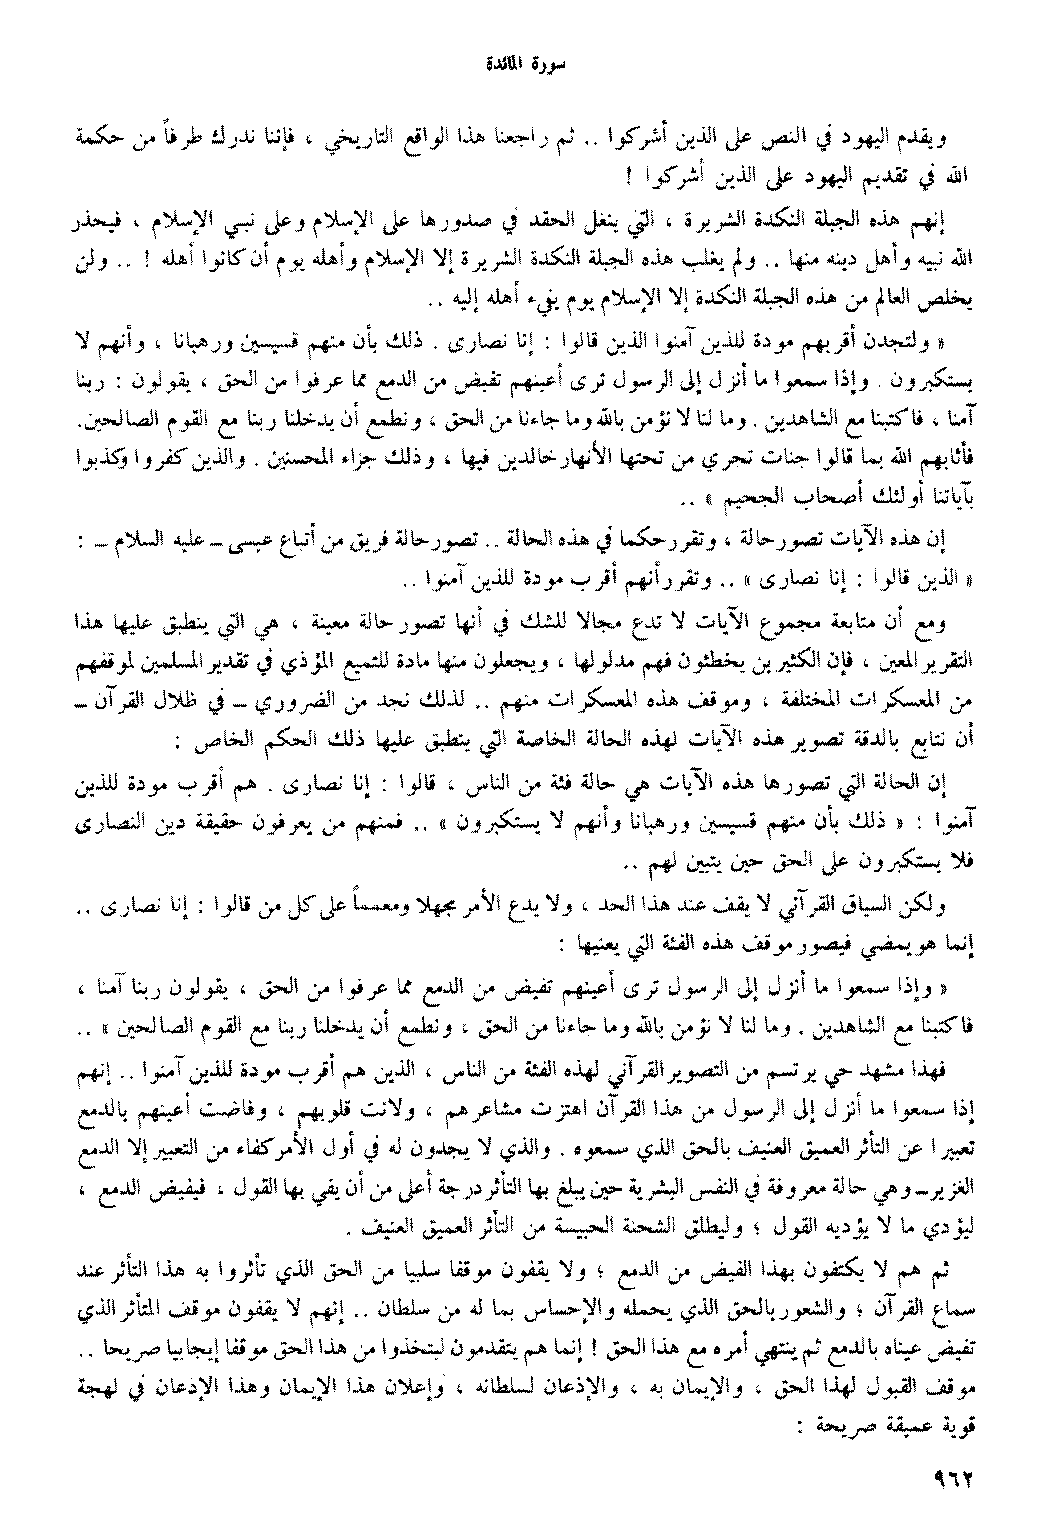 سورة المائدة
ويقدم اليهود في النص على الذين أشركوا .. ثم راجعنا هذا الواقع التاريخي ، فإننا ندرك طرفاً من حكمة
الله في تقديم اليهود على الذين أشركوا !
إنهم هذه الجبلة النكدة الشريرة ، التي ينغل الحقد في صدورها على الإسلام وعلى نبي الإسلام ، فيحذر
الله نبيه وأهل دينه منها .. ولم يغلب هذه الجبلة النكدة الشريرة إلا الإسلام وأهله يوم أن كانوا أهله ! .. ولن
يخلص العالم من هذه الجبلة النكدة إلا الإسلام يوم يفيء أهله إليه ..
« ولتجدن أقربهم مودة للذين آمنوا الذين قالوا : إنا نصارى . ذلك بأن منهم قسيسين ورهبانا ، وأنهم لا
يستكبرون . وإذا سمعوا ما أنزل إلى الرسول ترى أعينهم تفيض من الدمع مما عرفوا من الحق ، يقولون : ربنا
آمنا ، فاكتبنا مع الشاهدين . وما لنا لا نؤمن بالله وما جاءنا من الحق ، ونطمع أن يدخلنا ربنا مع القوم الصالحين.
فأثابهم الله بما قالوا جنات تجري من تحتها الأنهار خالدين فيها ، وذلك جزاء المحسنين . والذين كفروا وكذبوا
بآياتنا أولئك أصحاب الجحيم » ..
إن هذه الآيات تصور حالة ، وتقرر حكما في هذه الحالة .. تصور حالة فريق من أتباع عيسى – عليه السلام – :
« الذين قالوا : إنا نصارى » .. وتقرر أنهم أقرب مودة للذين آمنوا ..
ومع أن متابعة مجموع الآيات لا تدع مجالا للشك في أنها تصور حالة معينة ، هي التي ينطبق عليها هذا
التقرير المعين ، فإن الكثيرين يخطئون فهم مدلولها ، ويجعلون منها مادة للتميع المؤذي في تقدير المسلمين لموقفهم
من المعسكرات المختلفة ، وموقف هذه المعسكرات منهم .. لذلك نجد من الضروري – في ظلال القرآن –
أن نتابع بالدقة تصوير هذه الآيات لهذه الحالة الخاصة التي ينطبق عليها ذلك الحكم الخاص :
إن الحالة التي تصورها هذه الآيات هي حالة فئة من الناس ، قالوا : إنا نصارى . هم أقرب مودة للذين
آمنوا : « ذلك بأن منهم قسيسين ورهبانا وأنهم لا يستكبرون » .. فمنهم من يعرفون حقيقة دين النصارى
فلا يستكبرون على الحق حين يتبين لهم ..
ولكن السياق القرآني لا يقف عند هذا الحد ، ولا يدع الأمر مجهلا ومعمماً على كل من قالوا : إنا نصارى ..
إنما هو يمضي فيصور موقف هذه الفئة التي يعنيها :
« وإذا سمعوا ما أنزل إلى الرسول ترى أعينهم تفيض من الدمع مما عرفوا من الحق ، يقولون ربنا آمنا ،
فاكتبنا مع الشاهدين . وما لنا لا نؤمن بالله وما جاءنا من الحق ، ونطمع أن يدخلنا ربنا مع القوم الصالحين » ..
فهذا مشهد حي يرتسم من التصوير القرآني لهذه الفئة من الناس ، الذين هم أقرب مودة للذين آمنوا .. إنهم
إذا سمعوا ما أنزل إلى الرسول من هذا القرآن اهتزت مشاعرهم ، ولانت قلوبهم ، وفاضت أعينهم بالدمع
تعبيرا عن التأثر العميق العنيف بالحق الذي سمعوه . والذي لا يجدون له في أول الأمر كفاء من التعبير إلا الدمع
الغزير – وهي حالة معروفة في النفس البشرية حين يبلغ بها التأثر درجة أعلى من أن يفي بها القول ، فيفيض الدمع ،
ليؤدي ما لا يؤديه القول ؛ وليطلق الشحنة الحبيسة من التأثر العميق العنيف .
ثم هم لا يكتفون بهذا الفيض من الدمع ؛ ولا يقفون موقفا سلبيا من الحق الذي تأثروا به هذا التأثر عند
سماع القرآن ؛ والشعور بالحق الذي يحمله والإحساس بما له من سلطان .. إنهم لا يقفون موقف المتأثر الذي
تفيض عيناه بالدمع ثم ينتهي أمره مع هذا الحق ! إنما هم يتقدمون ليتخذوا من هذا الحق موقفا إيجابيا صريحا ..
موقف القبول لهذا الحق ، والإيمان به ، والإذعان لسلطانه ، وإعلان هذا الإيمان وهذا الإذعان في لهجة
قوية عميقة صريحة :
٩٦٢